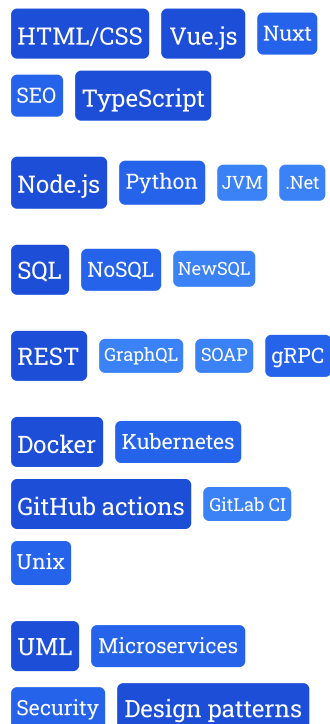 HTML/CSS Vue.js Nuxt
SEO TypeScript
Node.js Python JVM .Net
SQL NoSQL NewSQL
REST GraphQL SOAP gRPC
Docker Kubernetes
GitHub actions GitLab CI
Unix
UML Microservices
Security Design patterns